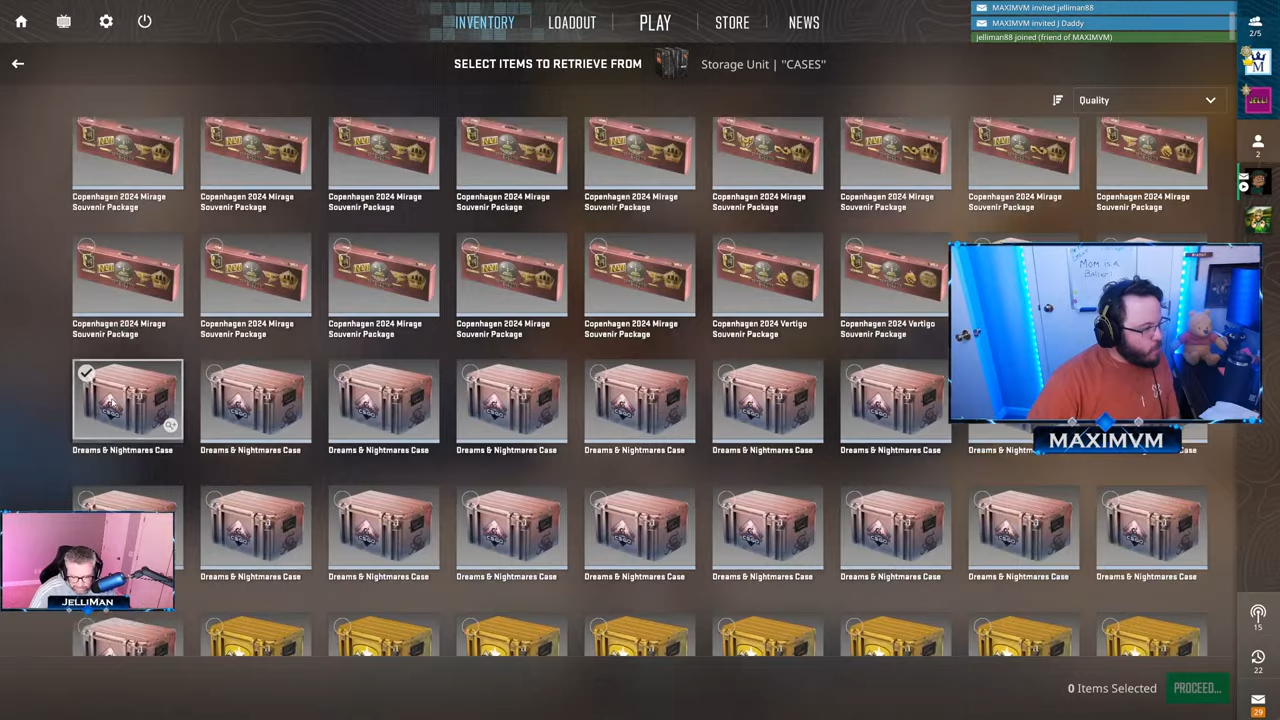 INVENTORY LOADOUT PLAY STORE NEWS
MAXIMVM invited jelliman88
MAXIMVM invited J Daddy
jelliman88 joined (friend of MAXIMVM)
2/5
SELECT ITEMS TO RETRIEVE FROM Storage Unit | "CASES"
M
Quality
JELLI
2
Copenhagen 2024 Mirage Souvenir Package
Copenhagen 2024 Mirage Souvenir Package
Copenhagen 2024 Mirage Souvenir Package
Copenhagen 2024 Mirage Souvenir Package
Copenhagen 2024 Mirage Souvenir Package
Copenhagen 2024 Mirage Souvenir Package
Copenhagen 2024 Mirage Souvenir Package
Copenhagen 2024 Mirage Souvenir Package
Copenhagen 2024 Mirage Souvenir Package
Copenhagen 2024 Mirage Souvenir Package
Copenhagen 2024 Mirage Souvenir Package
Copenhagen 2024 Mirage Souvenir Package
Copenhagen 2024 Mirage Souvenir Package
Copenhagen 2024 Mirage Souvenir Package
Copenhagen 2024 Vertigo Souvenir Package
Copenhagen 2024 Vertigo Souvenir Package
Mom is A Baller!
MAXIMVM
Dreams & Nightmares Case
Dreams & Nightmares Case
Dreams & Nightmares Case
Dreams & Nightmares Case
Dreams & Nightmares Case
Dreams & Nightmares Case
Dreams & Nightmares Case
Dreams & Nightm
Case
Dreams & Nightmares Case
Dreams & Nightmares Case
Dreams & Nightmares Case
Dreams & Nightmares Case
Dreams & Nightmares Case
Dreams & Nightmares Case
Dreams & Nightmares Case
Dreams & Nightmares Case
JELLIMAN
15
22
29
0 Items Selected PROCEED...